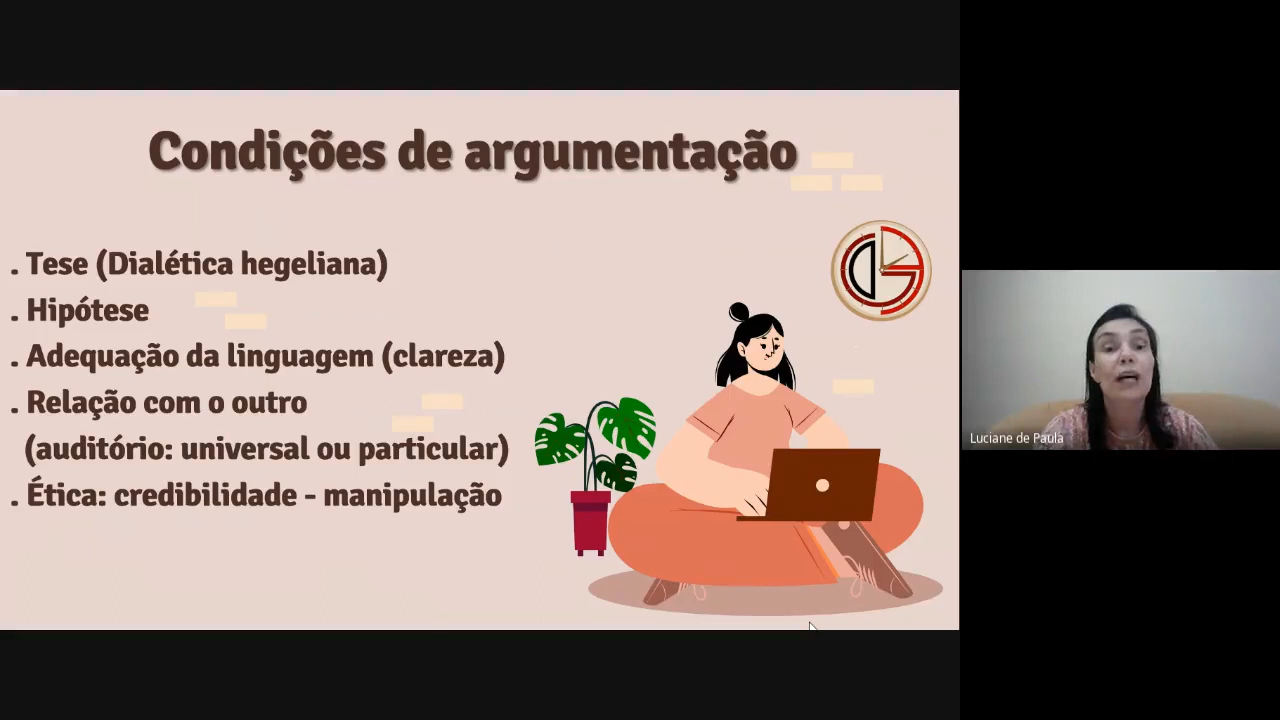 Condições de argumentação
. Tese (Dialética hegeliana)
. Hipótese
. Adequação da linguagem (clareza)
. Relação com o outro
(auditório: universal ou particular)
. Ética: credibilidade - manipulação
Luciane de Paula